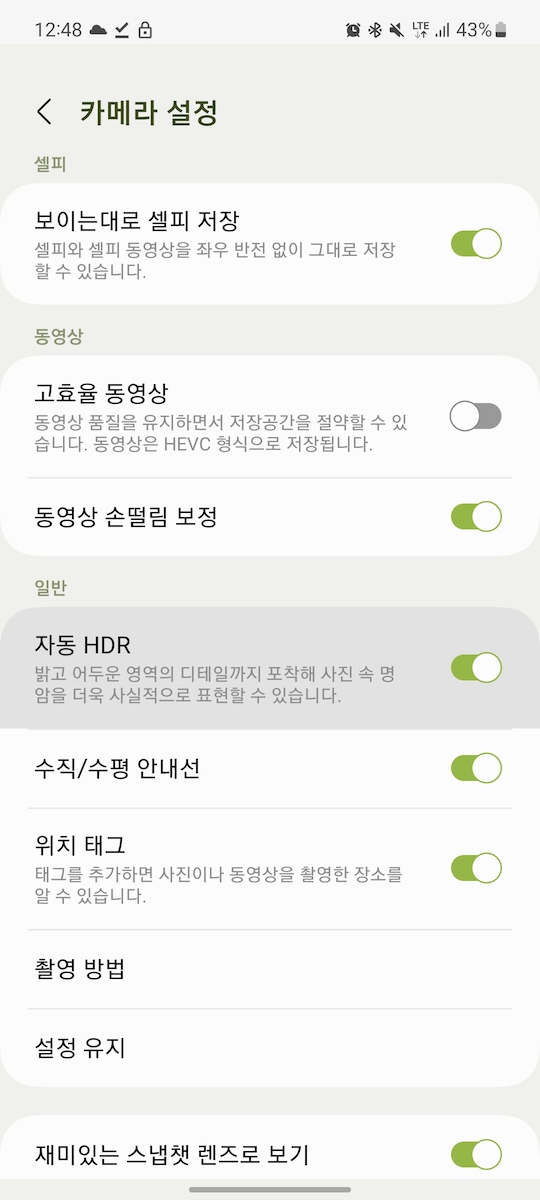 12:48 LTE 43%
카메라 설정
셀피
보이는대로 셀피 저장
셀피와 셀피 동영상을 좌우 반전 없이 그대로 저장
할 수 있습니다.
동영상
고효율 동영상
동영상 품질을 유지하면서 저장공간을 절약할 수 있
습니다. 동영상은 HEVC 형식으로 저장됩니다.
동영상 손떨림 보정
일반
자동 HDR
밝고 어두운 영역의 디테일까지 포착해 사진 속 명
암을 더욱 사실적으로 표현할 수 있습니다.
수직/수평 안내선
위치 태그
태그를 추가하면 사진이나 동영상을 촬영한 장소를
알 수 있습니다.
촬영 방법
설정 유지
재미있는 스냅챗 렌즈로 보기